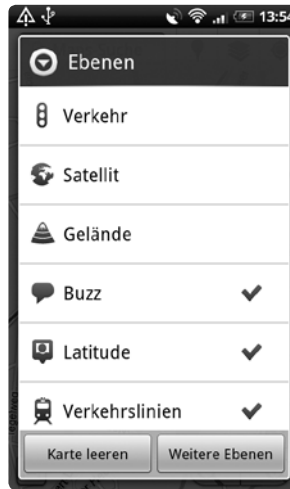 13:54
Ebenen
Verkehr
Satellit
Gelände
Buzz
Latitude
Verkehrslinien
Karte leeren Weitere Ebenen